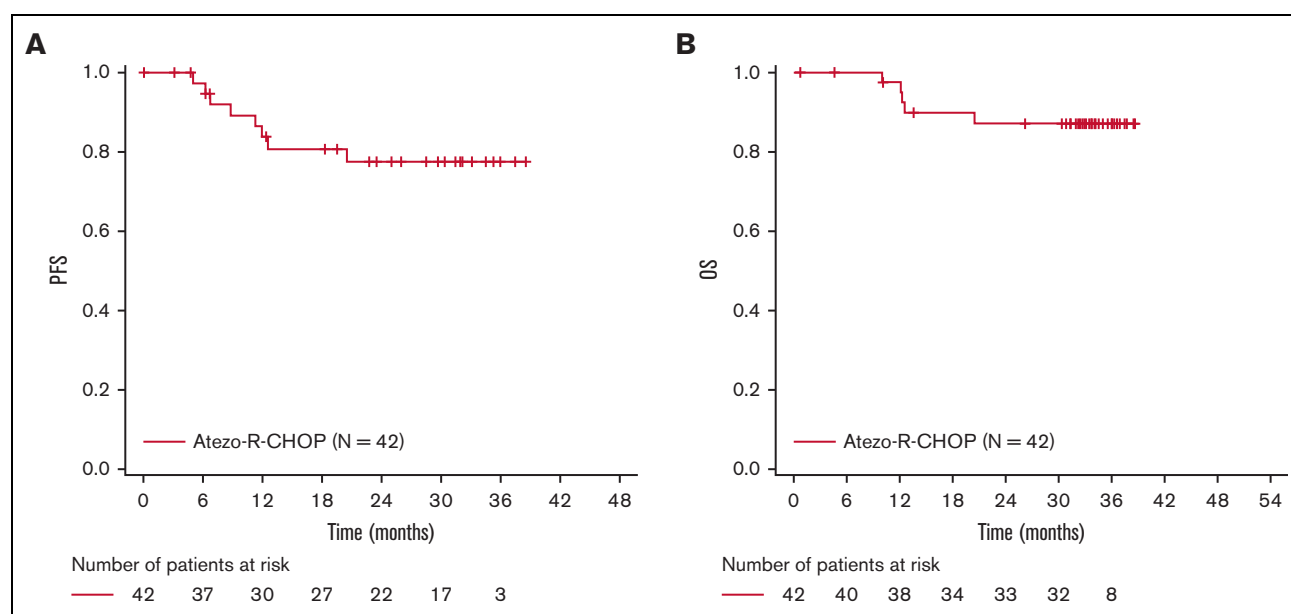 A
1.0
0.8
0.6
0.4
0.2
0.0
PFS
Atezo-R-CHOP (N = 42)
0 6 12 18 24 30 36 42 48
Time (months)
Number of patients at risk
42 37 30 27 22 17 3
B
1.0
0.8
0.6
0.4
0.2
0.0
OS
Atezo-R-CHOP (N = 42)
0 6 12 18 24 30 36 42 48 54
Time (months)
Number of patients at risk
42 40 38 34 33 32 8